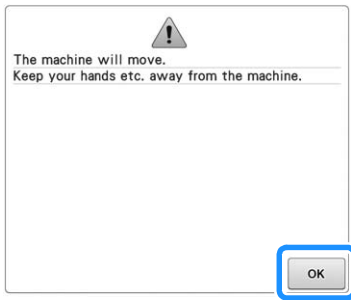 The machine will move.
Keep your hands etc. away from the machine.
OK